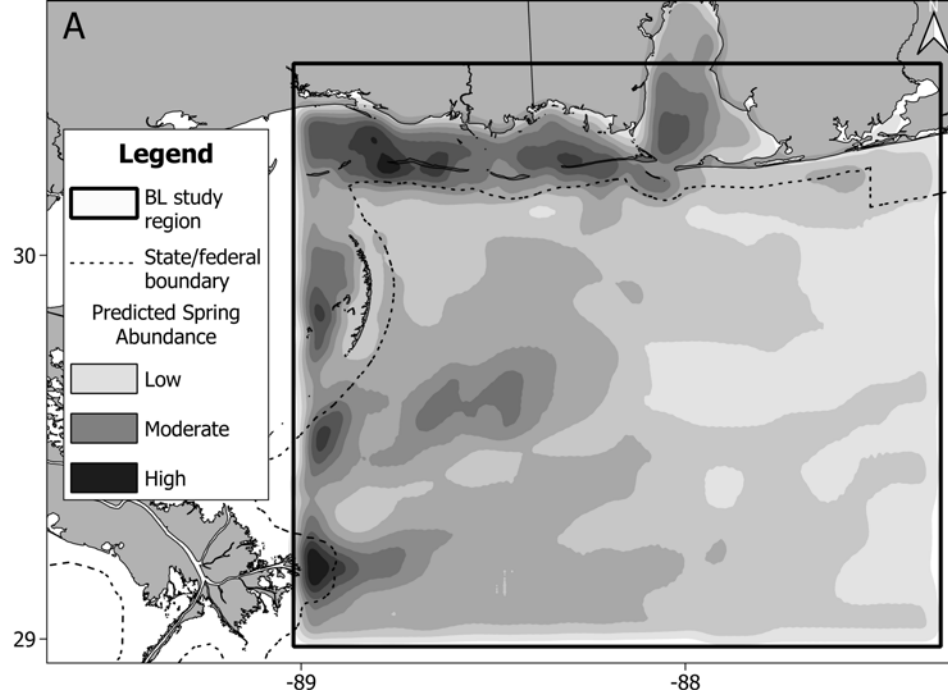 A
N
Legend
BL study
region
State/federal
boundary
Predicted Spring
Abundance
Low
Moderate
High
30
29
-89
-88